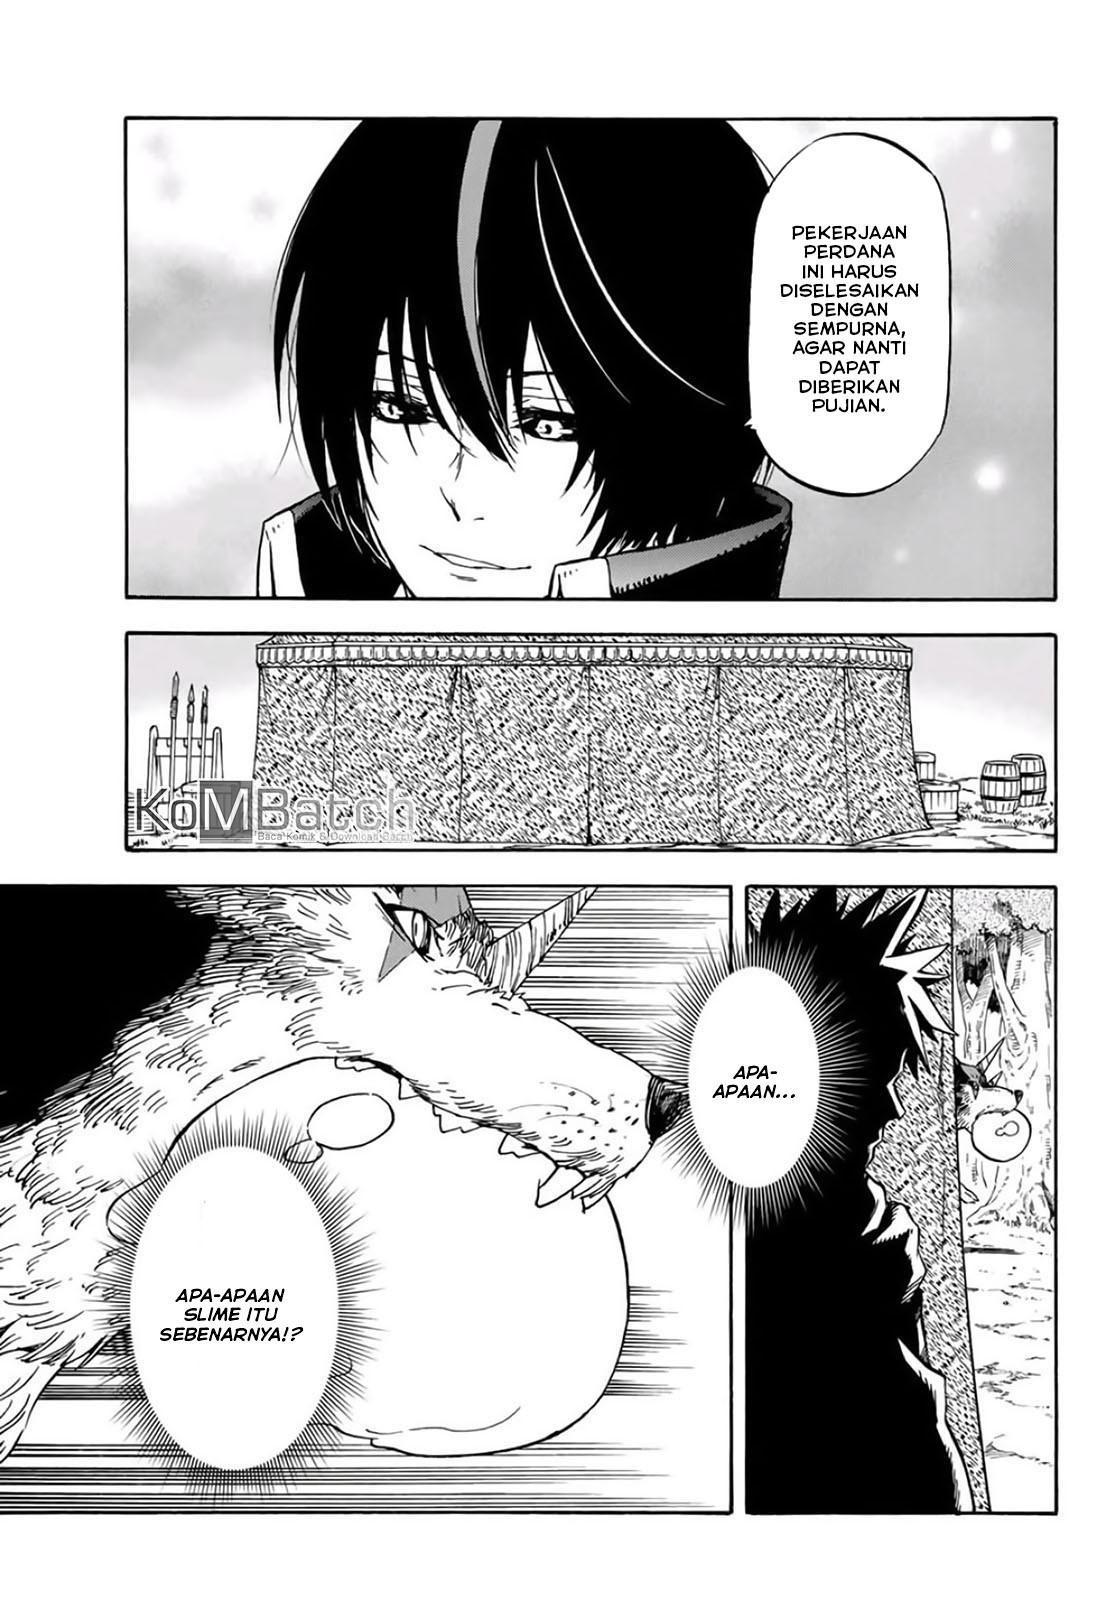 PEKERJAAN
PERDANA
INI HARUS
DISELESAIKAN
DENGAN
SEMPURNA,
AGAR NANTI
DAPAT
DIBERIKAN
PUJIAN.
KoMBatch
Baca Komik & Download Batch
APA-
APAAN...
APA-APAAN
SLIME ITU
SEBENARNYA!?